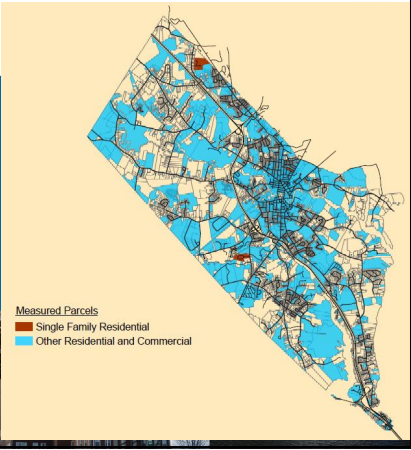 Measured Parcels
Single Family Residential
Other Residential and Commercial